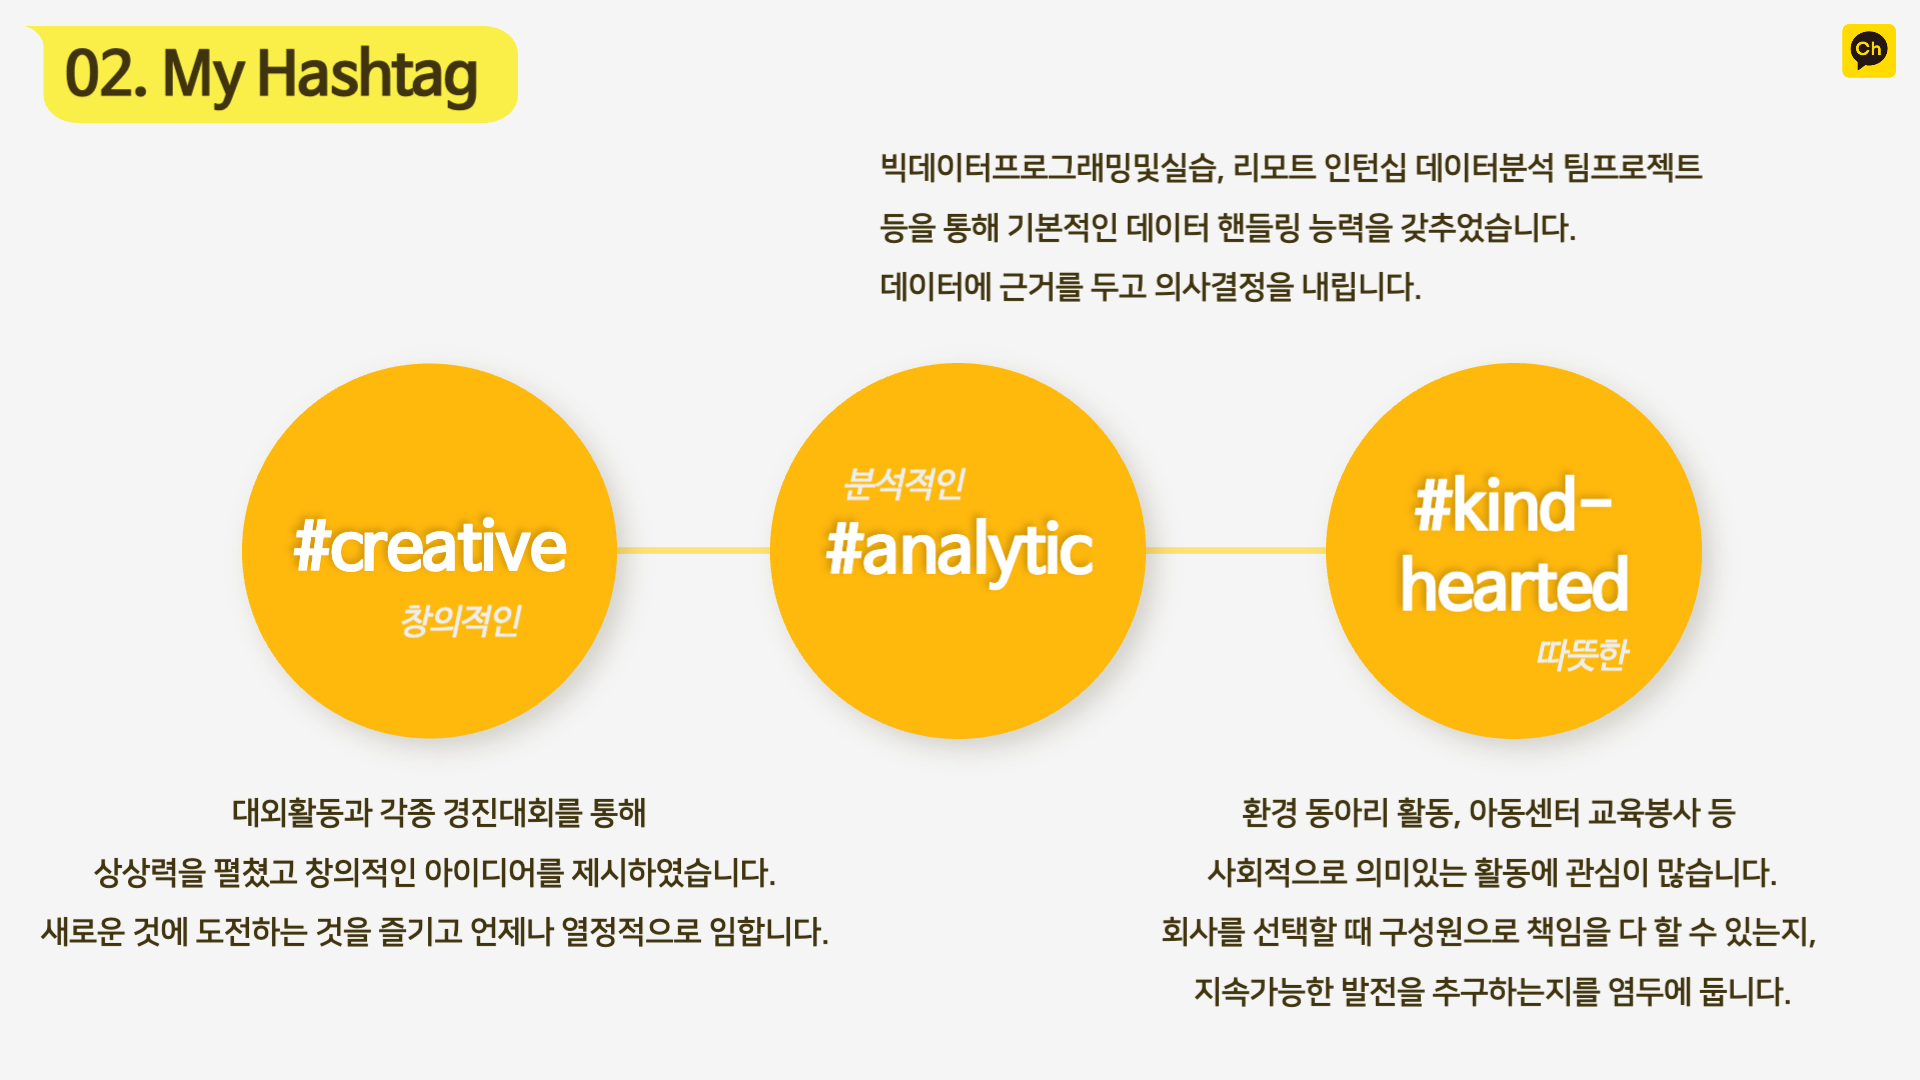 02. My Hashtag
Ch
빅데이터프로그래밍및실습, 리모트 인턴십 데이터분석 팀프로젝트
등을 통해 기본적인 데이터 핸들링 능력을 갖추었습니다.
데이터에 근거를 두고 의사결정을 내립니다.
#creative
창의적인
분석적인
#analytic
#kind-
hearted
따뜻한
대외활동과 각종 경진대회를 통해
상상력을 펼쳤고 창의적인 아이디어를 제시하였습니다.
새로운 것에 도전하는 것을 즐기고 언제나 열정적으로 임합니다.
환경 동아리 활동, 아동센터 교육봉사 등
사회적으로 의미있는 활동에 관심이 많습니다.
회사를 선택할 때 구성원으로 책임을 다 할 수 있는지,
지속가능한 발전을 추구하는지를 염두에 둡니다.